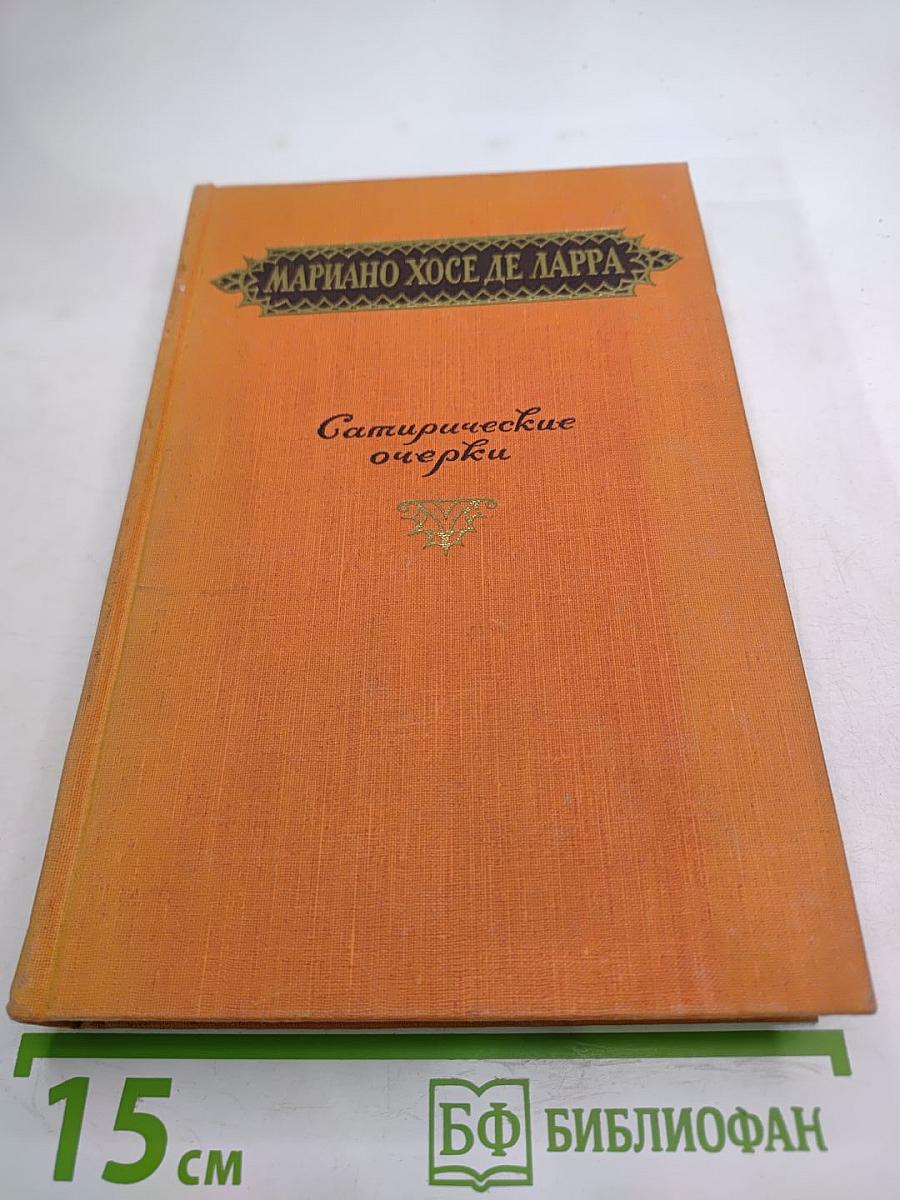 МАРИАНО ХОСЕ ДЕ ЛАРРА
Сатирические
очерки
15 см
БФ БИБЛИОФАН